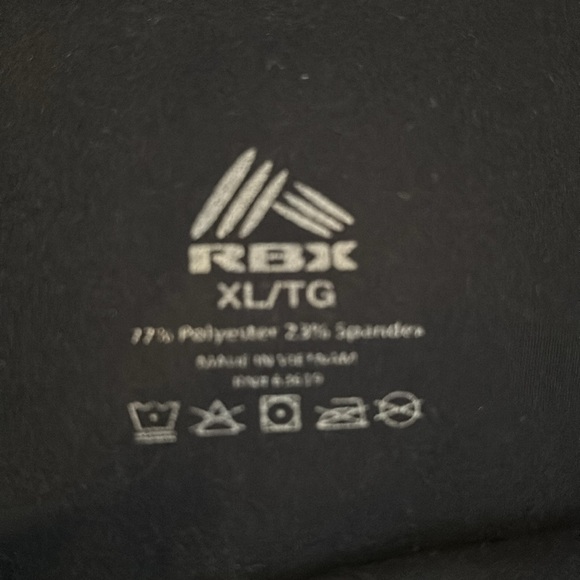 RBX
XL/TG
77% Polyester 23% Spandex
MADE IN VIETNAM